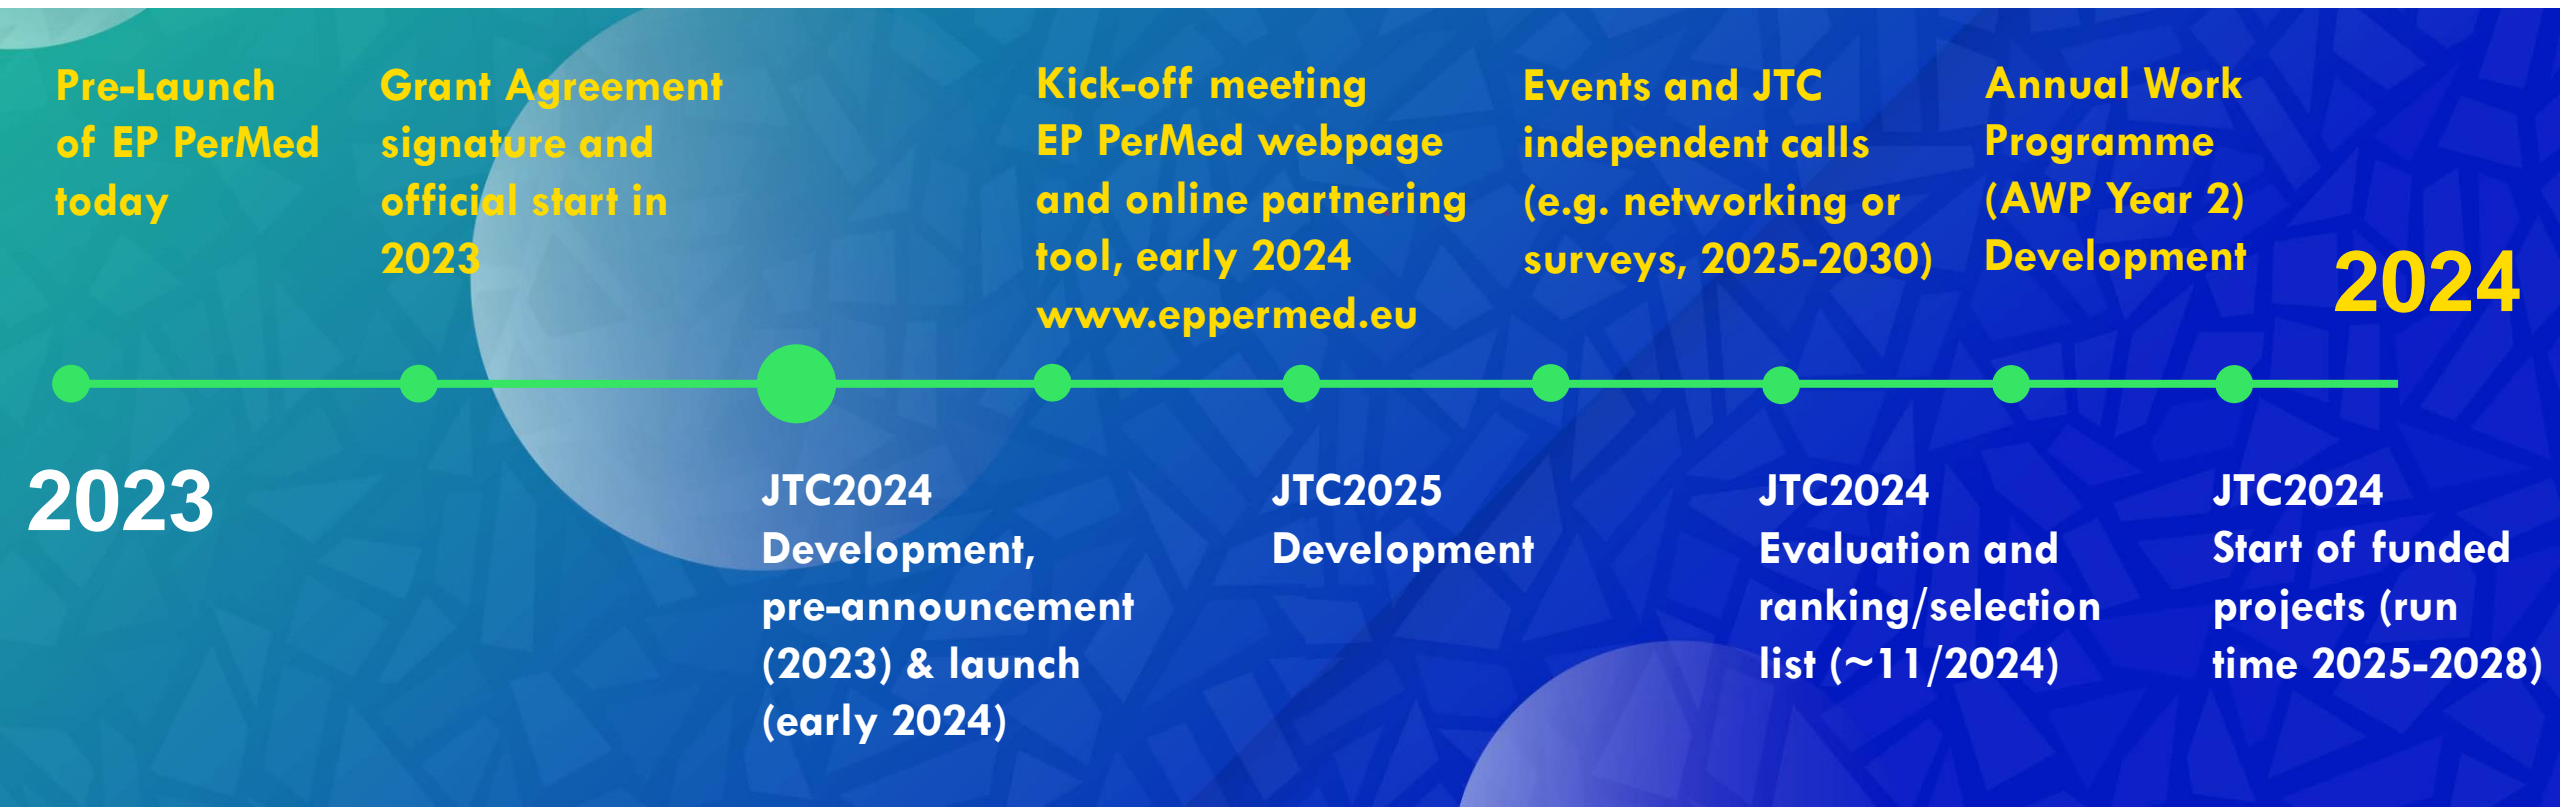 Pre-Launch
of EP PerMed
today
Grant Agreement
signature and
official start in
2023
Kick-off meeting
EP PerMed webpage
and online partnering
tool, early 2024
www.eppermed.eu
Events and JTC
independent calls
(e.g. networking or
surveys, 2025-2030)
Annual Work
Programme
(AWP Year 2)
Development
2024
2023
JTC2024
Development,
pre-announcement
(2023) & launch
(early 2024)
JTC2025
Development
JTC2024
Evaluation and
ranking/selection
list (~11/2024)
JTC2024
Start of funded
projects (run
time 2025-2028)